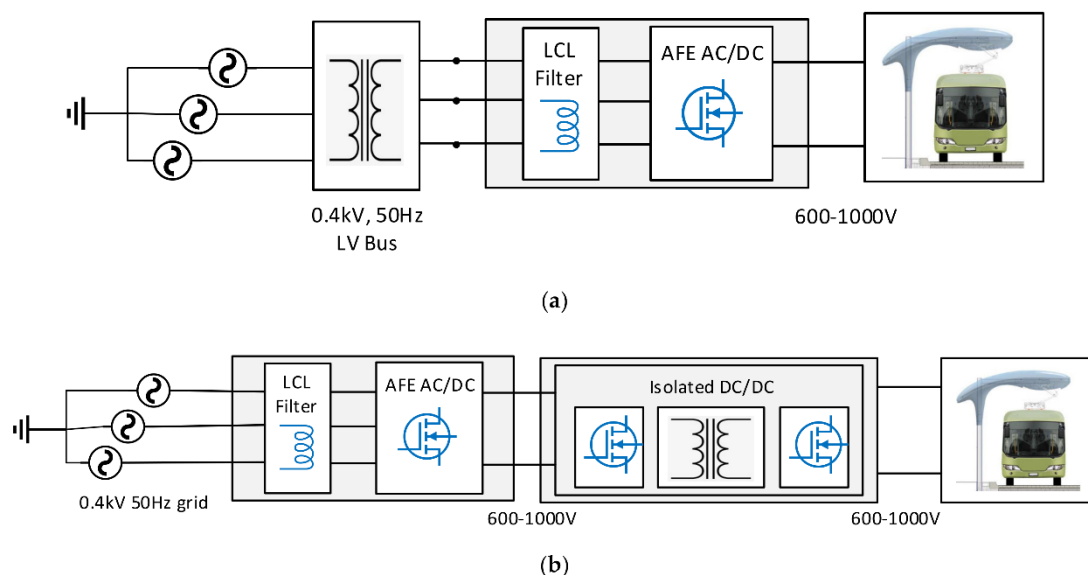 LCL
Filter
AFE AC/DC
0.4kV, 50Hz
LV Bus
600-1000V
(a)
LCL
Filter
AFE AC/DC
Isolated DC/DC
0.4kV 50Hz grid
600-1000V
600-1000V
(b)